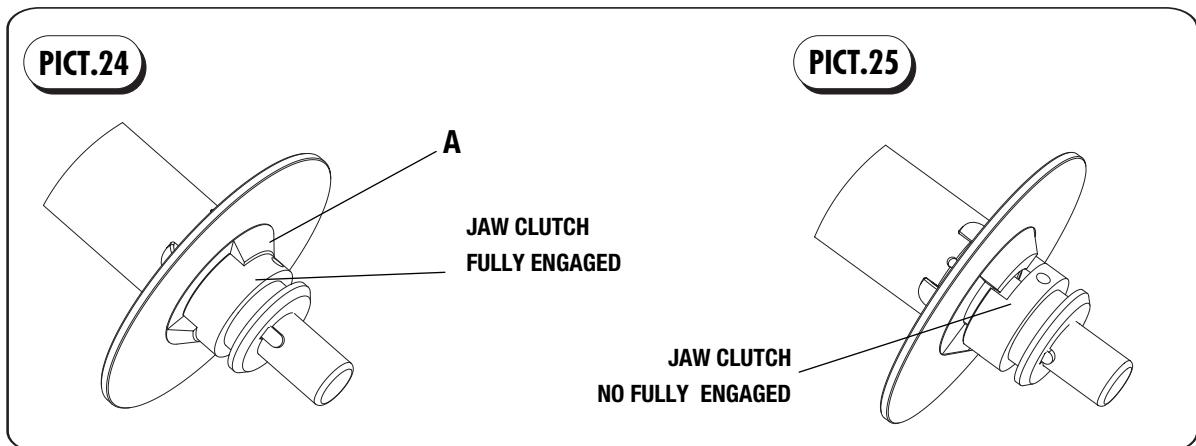 PICT.24
A
JAW CLUTCH
FULLY ENGAGED
PICT.25
JAW CLUTCH
NO FULLY ENGAGED